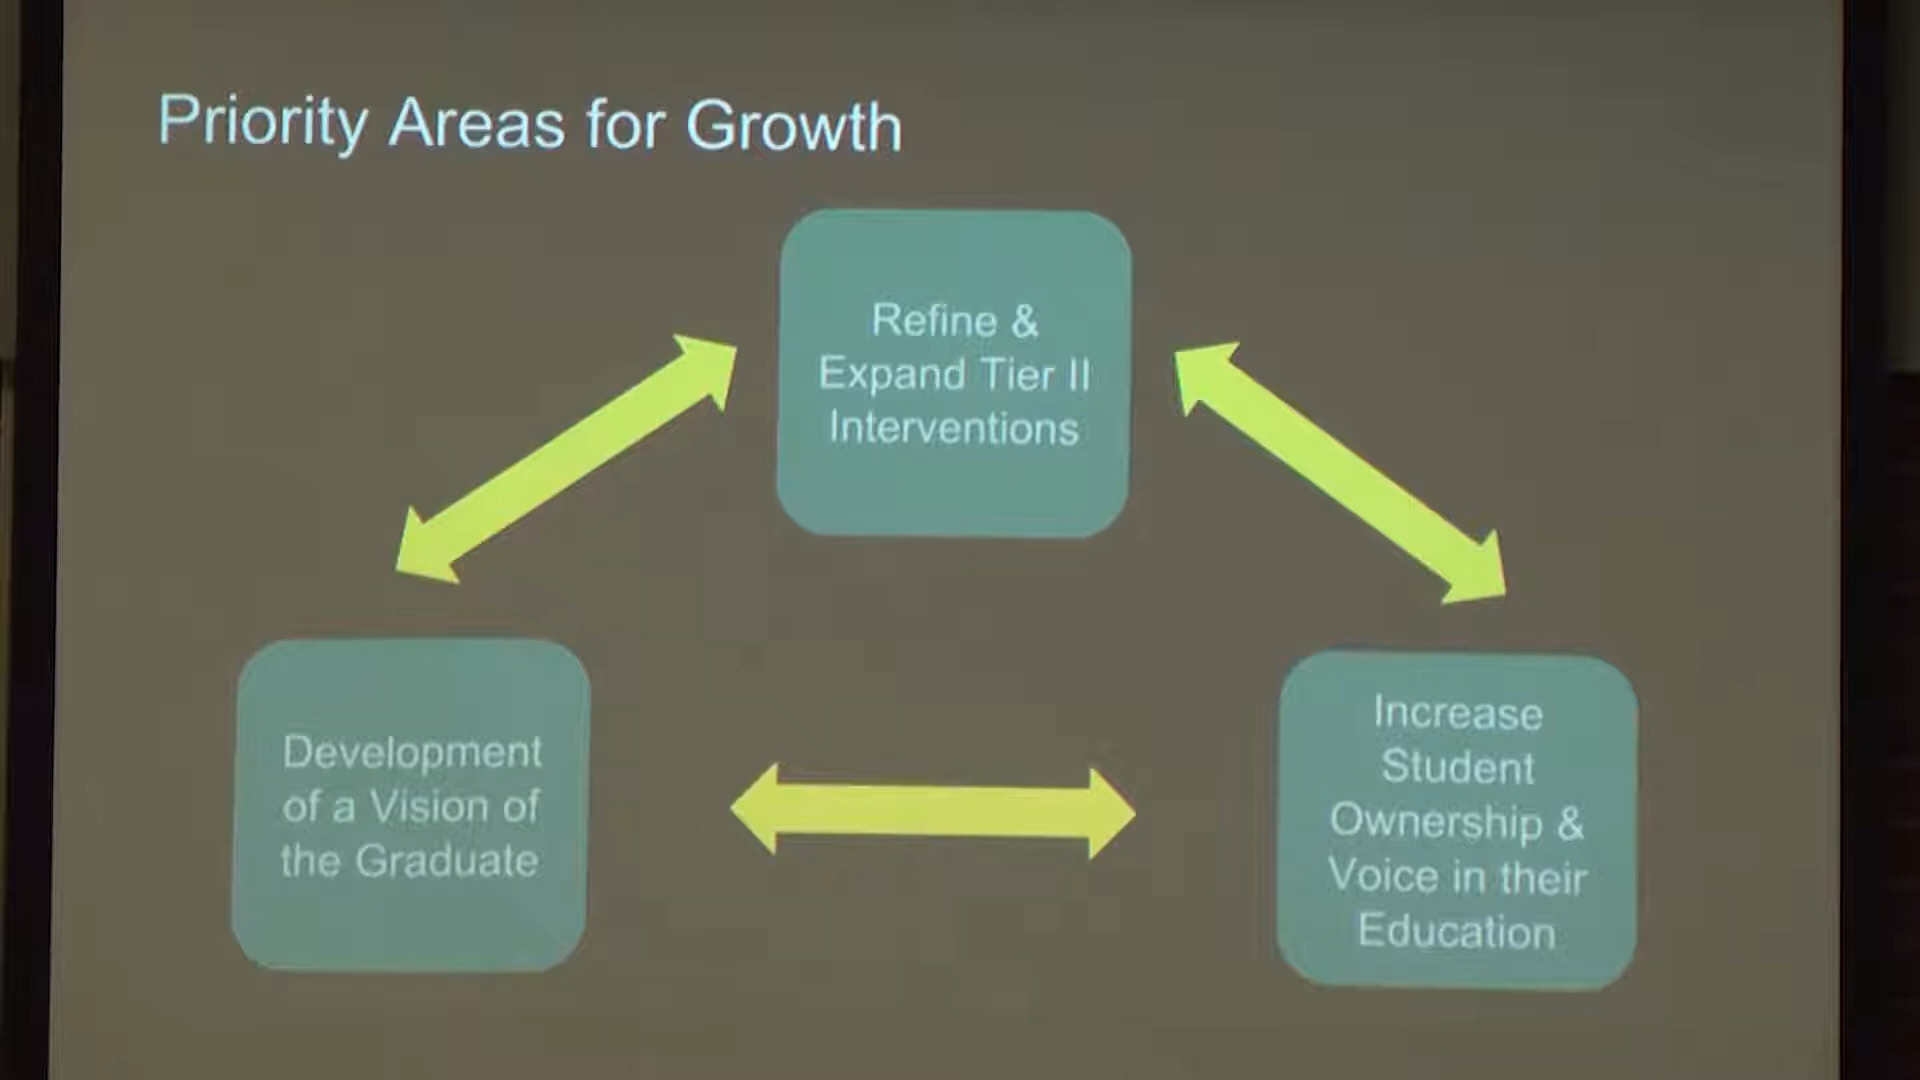 Priority Areas for Growth
Refine &
Expand Tier II
Interventions
Development
of a Vision of
the Graduate
Increase
Student
Ownership &
Voice in their
Education